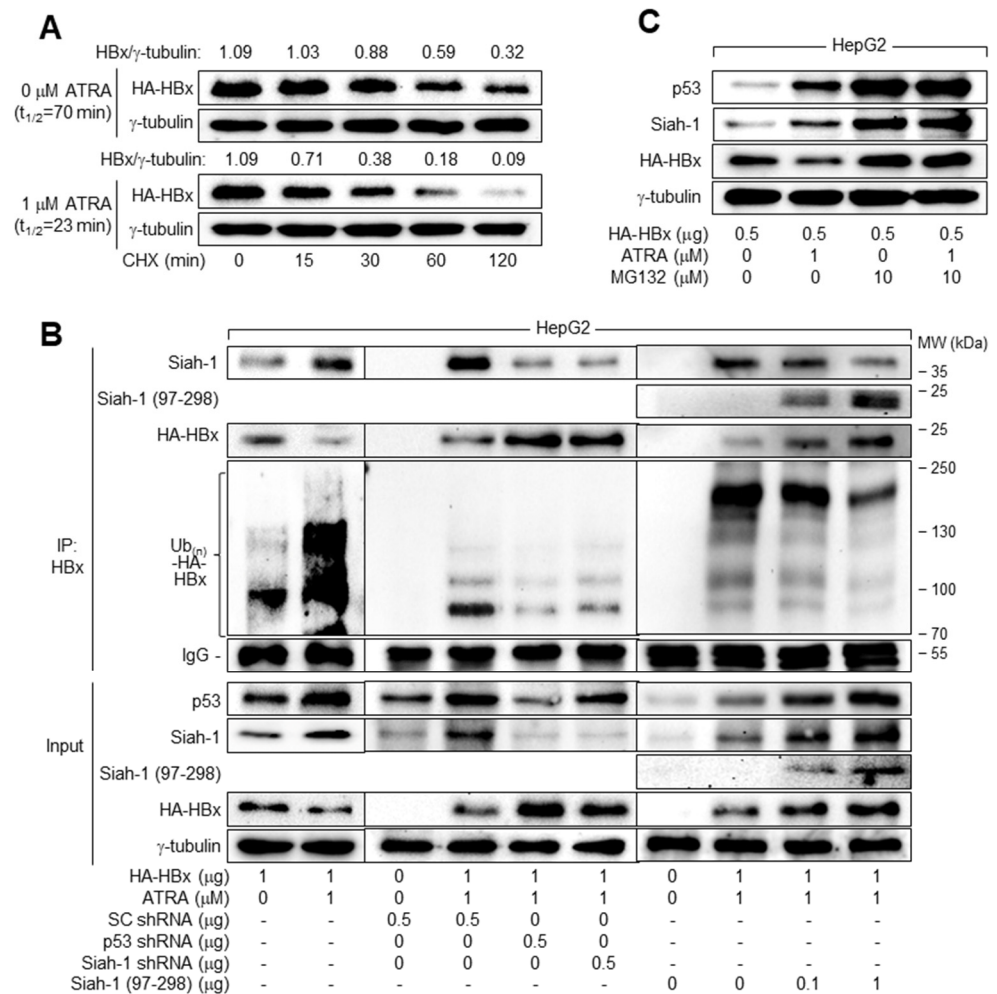 A
HBx/γ-tubulin: 1.09 1.03 0.88 0.59 0.32
0 μM ATRA
(t1/2=70 min)
HA-HBx
γ-tubulin
HBx/γ-tubulin: 1.09 0.71 0.38 0.18 0.09
1 μM ATRA
(t1/2=23 min)
HA-HBx
γ-tubulin
CHX (min) 0 15 30 60 120
C
HepG2
p53
Siah-1
HA-HBx
γ-tubulin
HA-HBx (μg) 0.5 0.5 0.5 0.5
ATRA (μM) 0 1 0 1
MG132 (μM) 0 0 10 10
B
HepG2
MW (kDa)
IP:
HBx
Siah-1
– 35
Siah-1 (97-298)
– 25
HA-HBx
– 25
Ub(n)
-HA-
HBx
– 250
– 130
– 100
– 70
IgG -
– 55
Input
p53
Siah-1
Siah-1 (97-298)
HA-HBx
γ-tubulin
HA-HBx (μg) 1 1 0 1 1 1 0 1 1 1
ATRA (μM) 0 1 0 1 1 1 0 1 1 1
SC shRNA (μg) - - 0.5 0.5 0 0 - - - -
p53 shRNA (μg) - - 0 0 0.5 0 - - - -
Siah-1 shRNA (μg) - - 0 0 0 0.5 - - - -
Siah-1 (97-298) (μg) - - - - - - 0 0 0.1 1